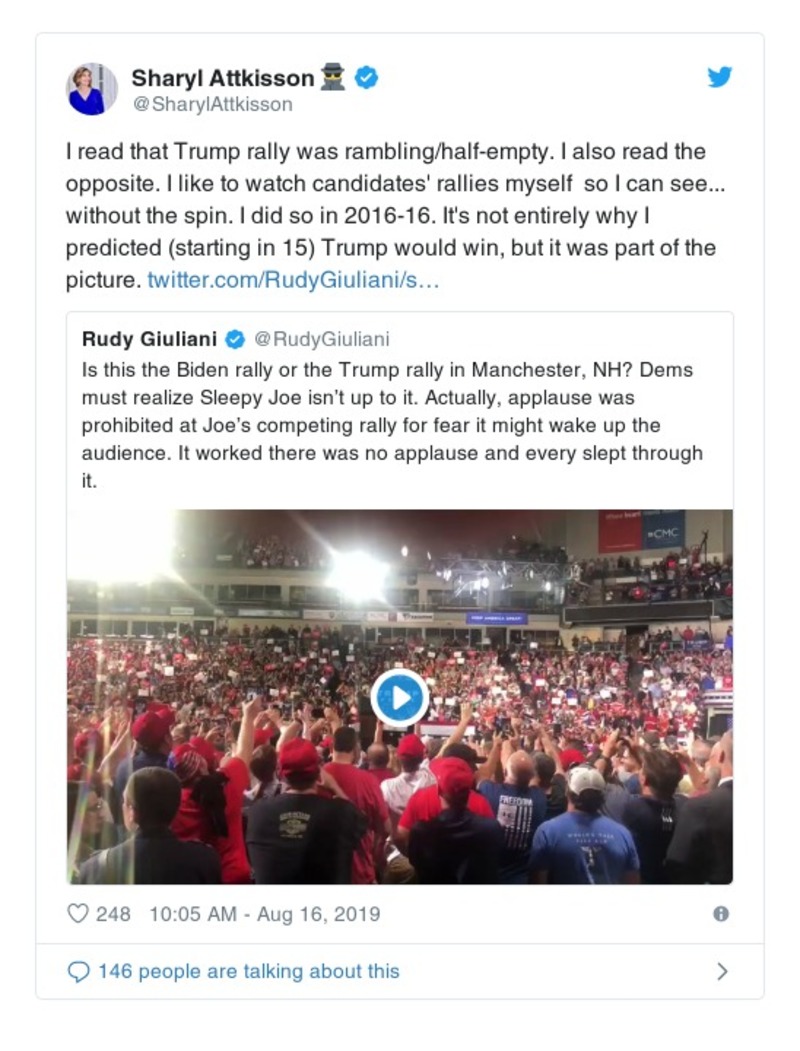 Sharyl Attkisson
@SharylAttkisson
I read that Trump rally was rambling/half-empty. I also read the
opposite. I like to watch candidates' rallies myself so I can see...
without the spin. I did so in 2016-16. It's not entirely why I
predicted (starting in 15) Trump would win, but it was part of the
picture. twitter.com/RudyGiuliani/s…
Rudy Giuliani @RudyGiuliani
Is this the Biden rally or the Trump rally in Manchester, NH? Dems
must realize Sleepy Joe isn’t up to it. Actually, applause was
prohibited at Joe’s competing rally for fear it might wake up the
audience. It worked there was no applause and every slept through
it.
CMC
KEEP AMERICA GREAT!
FREEDOM
248 10:05 AM - Aug 16, 2019
146 people are talking about this